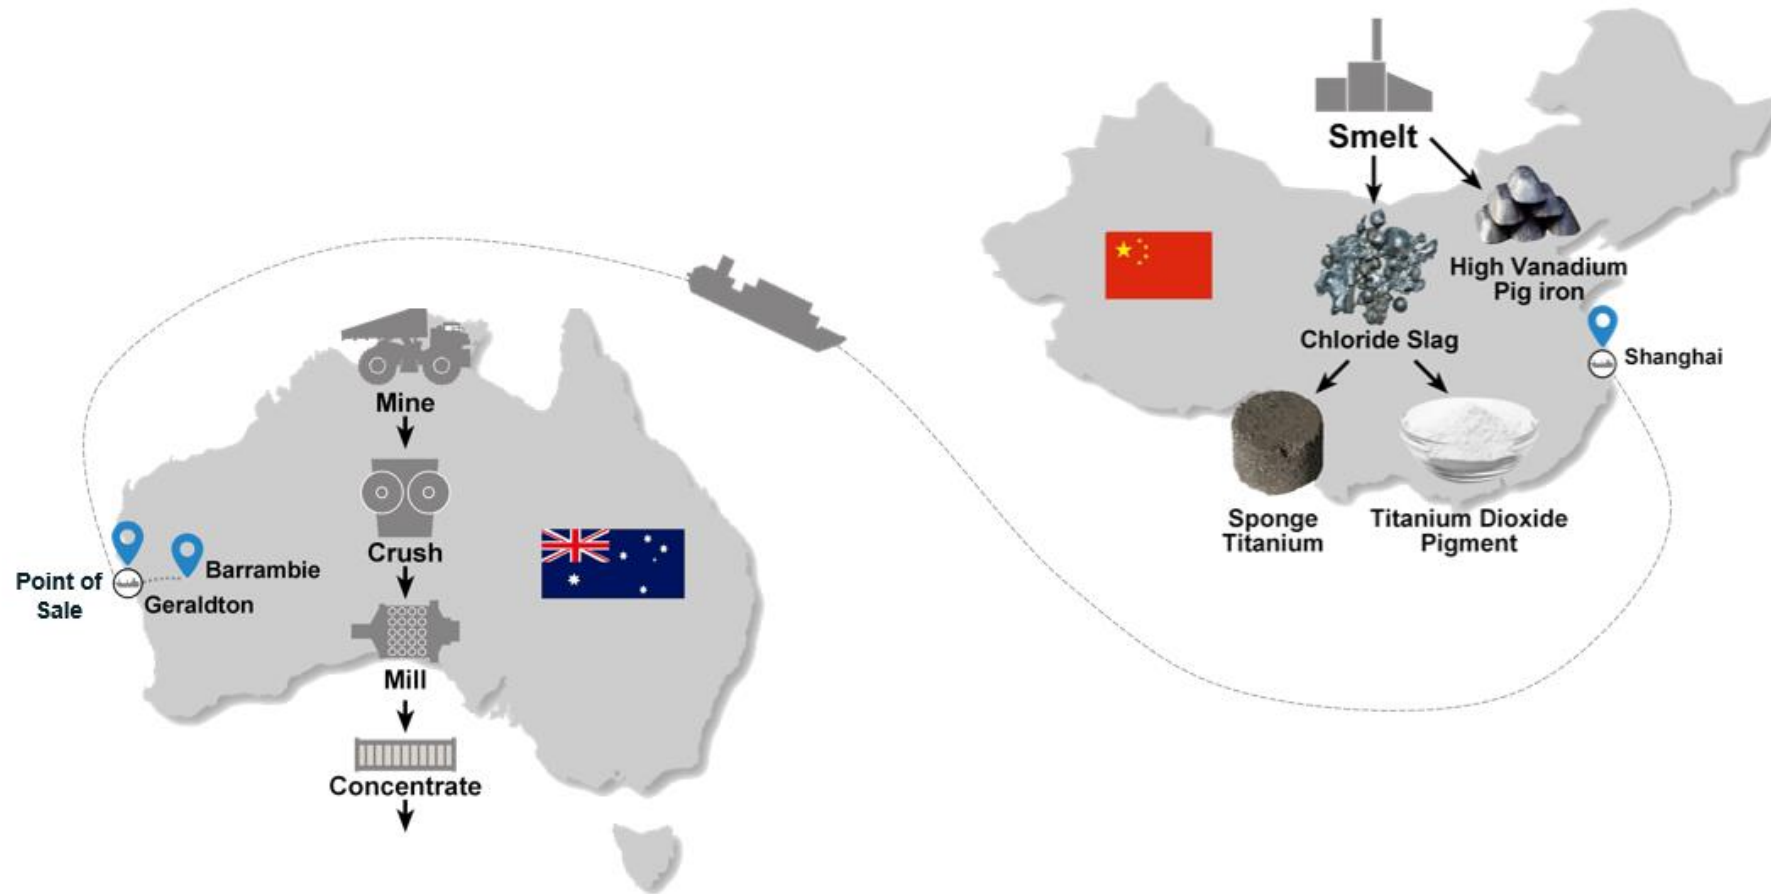 Mine
Crush
Mill
Concentrate
Point of
Sale
Barrambie
Geraldton
Smelt
High Vanadium
Pig iron
Chloride Slag
Shanghai
Sponge
Titanium
Titanium Dioxide
Pigment